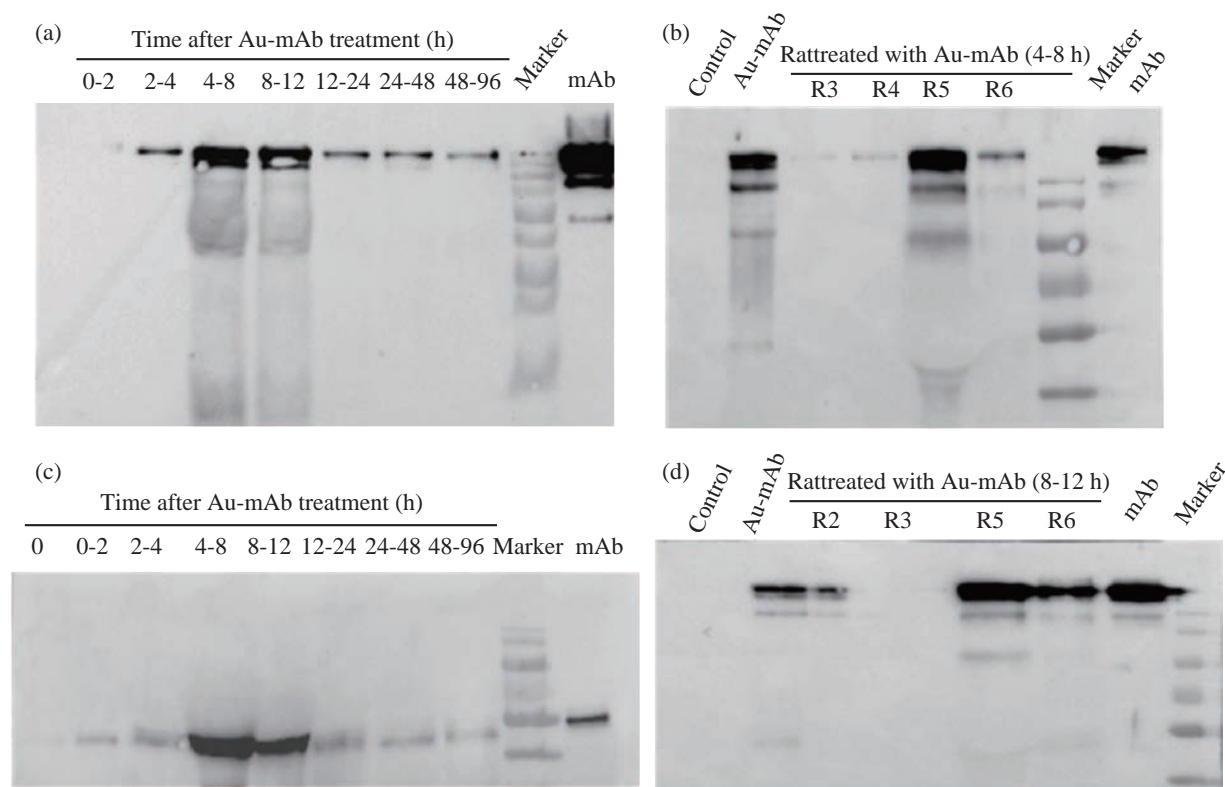 (a)
Time after Au-mAb treatment (h)
0-2 2-4 4-8 8-12 12-24 24-48 48-96 Marker mAb
(b)
Control Au-mAb Rattreated with Au-mAb (4-8 h) Marker mAb
R3 R4 R5 R6
(c)
Time after Au-mAb treatment (h)
0 0-2 2-4 4-8 8-12 12-24 24-48 48-96 Marker mAb
(d)
Control Au-mAb Rattreated with Au-mAb (8-12 h) mAb Marker
R2 R3 R5 R6